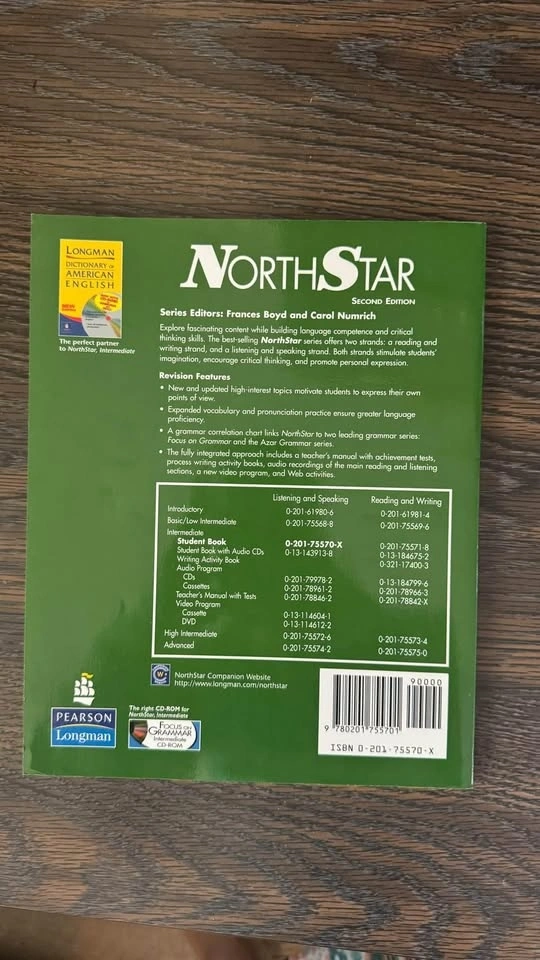 LONGMAN
DICTIONARY OF
AMERICAN
ENGLISH
The perfect partner
to NorthStar, Intermediate
NORTHSTAR
SECOND EDITION
Series Editors: Frances Boyd and Carol Numrich
Explore fascinating content while building language competence and critical
thinking skills. The best-selling NorthStar series offers two strands: a reading and
writing strand, and a listening and speaking strand. Both strands stimulate students'
imagination, encourage critical thinking, and promote personal expression.
Revision Features
• New and updated high-interest topics motivate students to express their own
points of view.
• Expanded vocabulary and pronunciation practice ensure greater language
proficiency.
• A grammar correlation chart links NorthStar to two leading grammar series:
Focus on Grammar and the Azar Grammar series.
• The fully integrated approach includes a teacher's manual with achievement tests,
process writing activity books, audio recordings of the main reading and listening
sections, a new video program, and Web activities.
Listening and Speaking Reading and Writing
Introductory 0-201-61980-6 0-201-61981-4
Basic/Low Intermediate 0-201-75568-8 0-201-75569-6
Intermediate
Student Book 0-201-75570-X 0-201-75571-8
Student Book with Audio CDs 0-13-143913-8 0-13-184675-2
Writing Activity Book 0-321-17400-3
Audio Program
CDs 0-201-79978-2 0-13-184799-6
Cassettes 0-201-78961-2 0-201-78966-3
Teacher's Manual with Tests 0-201-78846-2 0-201-78842-X
Video Program
Cassette 0-13-114604-1
DVD 0-13-114612-2
High Intermediate 0-201-75572-6 0-201-75573-4
Advanced 0-201-75574-2 0-201-75575-0
W
NorthStar Companion Website
http://www.longman.com/northstar
PEARSON
Longman
The right CD-ROM for
NorthStar, Intermediate
FOCUS ON
GRAMMAR
Intermediate
CD-ROM
90000
9 780201 755701
ISBN 0-201-75570-X